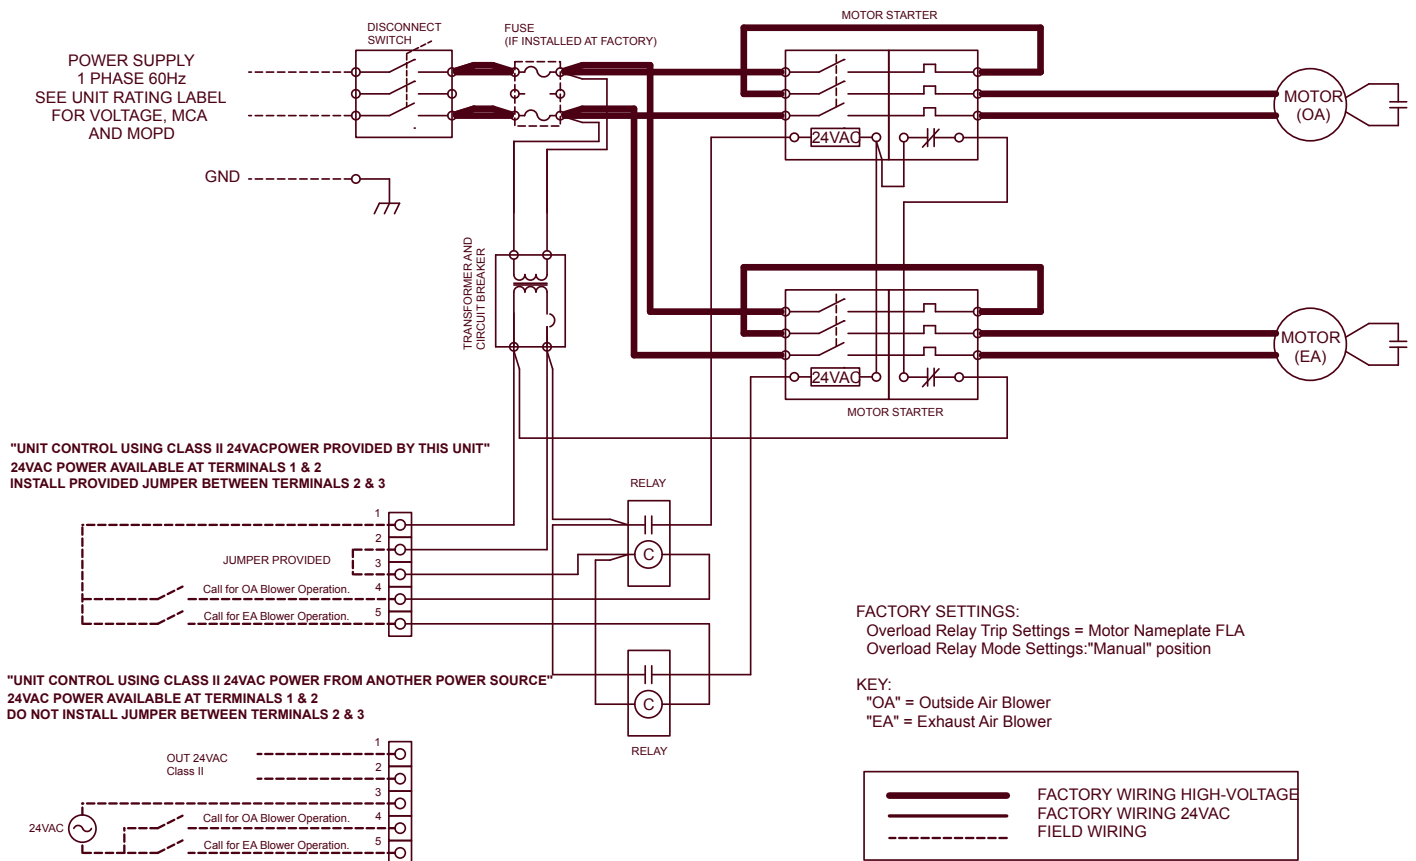 MOTOR STARTER
DISCONNECT
SWITCH
FUSE
(IF INSTALLED AT FACTORY)
POWER SUPPLY
1 PHASE 60Hz
SEE UNIT RATING LABEL
FOR VOLTAGE, MCA
AND MOPD
MOTOR
(OA)
24VAC
GND
TRANSFORMER AND
CIRCUIT BREAKER
MOTOR
(EA)
24VAC
MOTOR STARTER
"UNIT CONTROL USING CLASS II 24VACPOWER PROVIDED BY THIS UNIT"
24VAC POWER AVAILABLE AT TERMINALS 1 & 2
INSTALL PROVIDED JUMPER BETWEEN TERMINALS 2 & 3
RELAY
1
2
JUMPER PROVIDED
3
C
Call for OA Blower Operation.
4
Call for EA Blower Operation.
5
FACTORY SETTINGS:
Overload Relay Trip Settings = Motor Nameplate FLA
Overload Relay Mode Settings:"Manual" position
KEY:
"OA" = Outside Air Blower
"EA" = Exhaust Air Blower
"UNIT CONTROL USING CLASS II 24VAC POWER FROM ANOTHER POWER SOURCE"
24VAC POWER AVAILABLE AT TERMINALS 1 & 2
DO NOT INSTALL JUMPER BETWEEN TERMINALS 2 & 3
C
RELAY
1
OUT 24VAC
Class II
2
3
24VAC
Call for OA Blower Operation.
4
Call for EA Blower Operation.
5
FACTORY WIRING HIGH-VOLTAGE
FACTORY WIRING 24VAC
FIELD WIRING